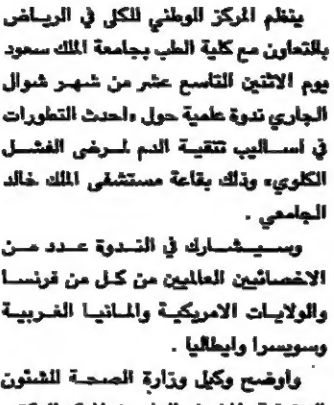 ينظم المركز الوطني للكلى في الرياض
بالتعاون مع كلية الطب بجامعة الملك سعود
يوم الاثنين التاسع عشر من شهر شوال
الجاري ندوة علمية حول «احدث التطورات
في اساليب تنقية الدم لمرضى الفشل
الكلوي» وذلك بقاعة مستشفى الملك خالد
الجامعي .
وسيشارك في الندوة عدد من
الاخصائيين العالميين من كل من فرنسا
والولايات الامريكية والمانيا الغربية
وسويسرا وايطاليا .
وأوضح وكيل وزارة الصحة للشئون